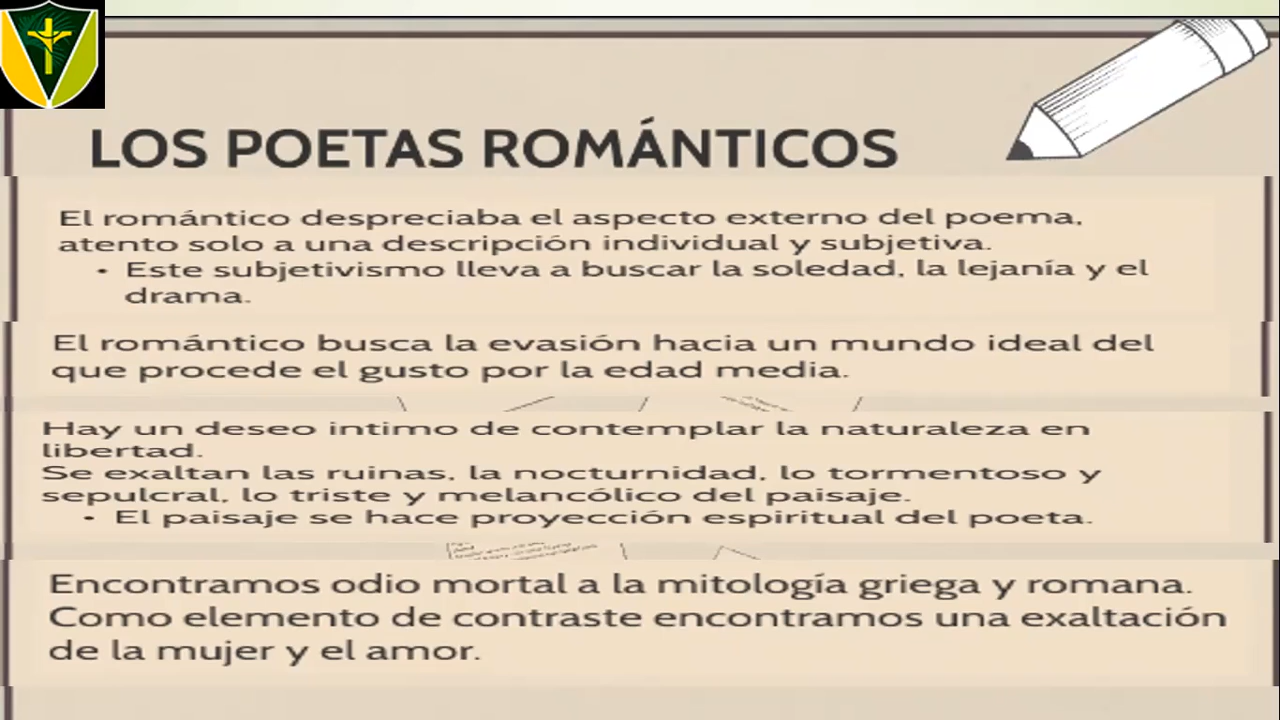 LOS POETAS ROMÁNTICOS
El romántico despreciaba el aspecto externo del poema,
atento solo a una descripción individual y subjetiva.
• Este subjetivismo lleva a buscar la soledad, la lejanía y el
drama.
El romántico busca la evasión hacia un mundo ideal del
que procede el gusto por la edad media.
Hay un deseo intimo de contemplar la naturaleza en
libertad.
Se exaltan las ruinas, la nocturnidad, lo tormentoso y
sepulcral, lo triste y melancólico del paisaje.
• El paisaje se hace proyección espiritual del poeta.
Encontramos odio mortal a la mitología griega y romana.
Como elemento de contraste encontramos una exaltación
de la mujer y el amor.